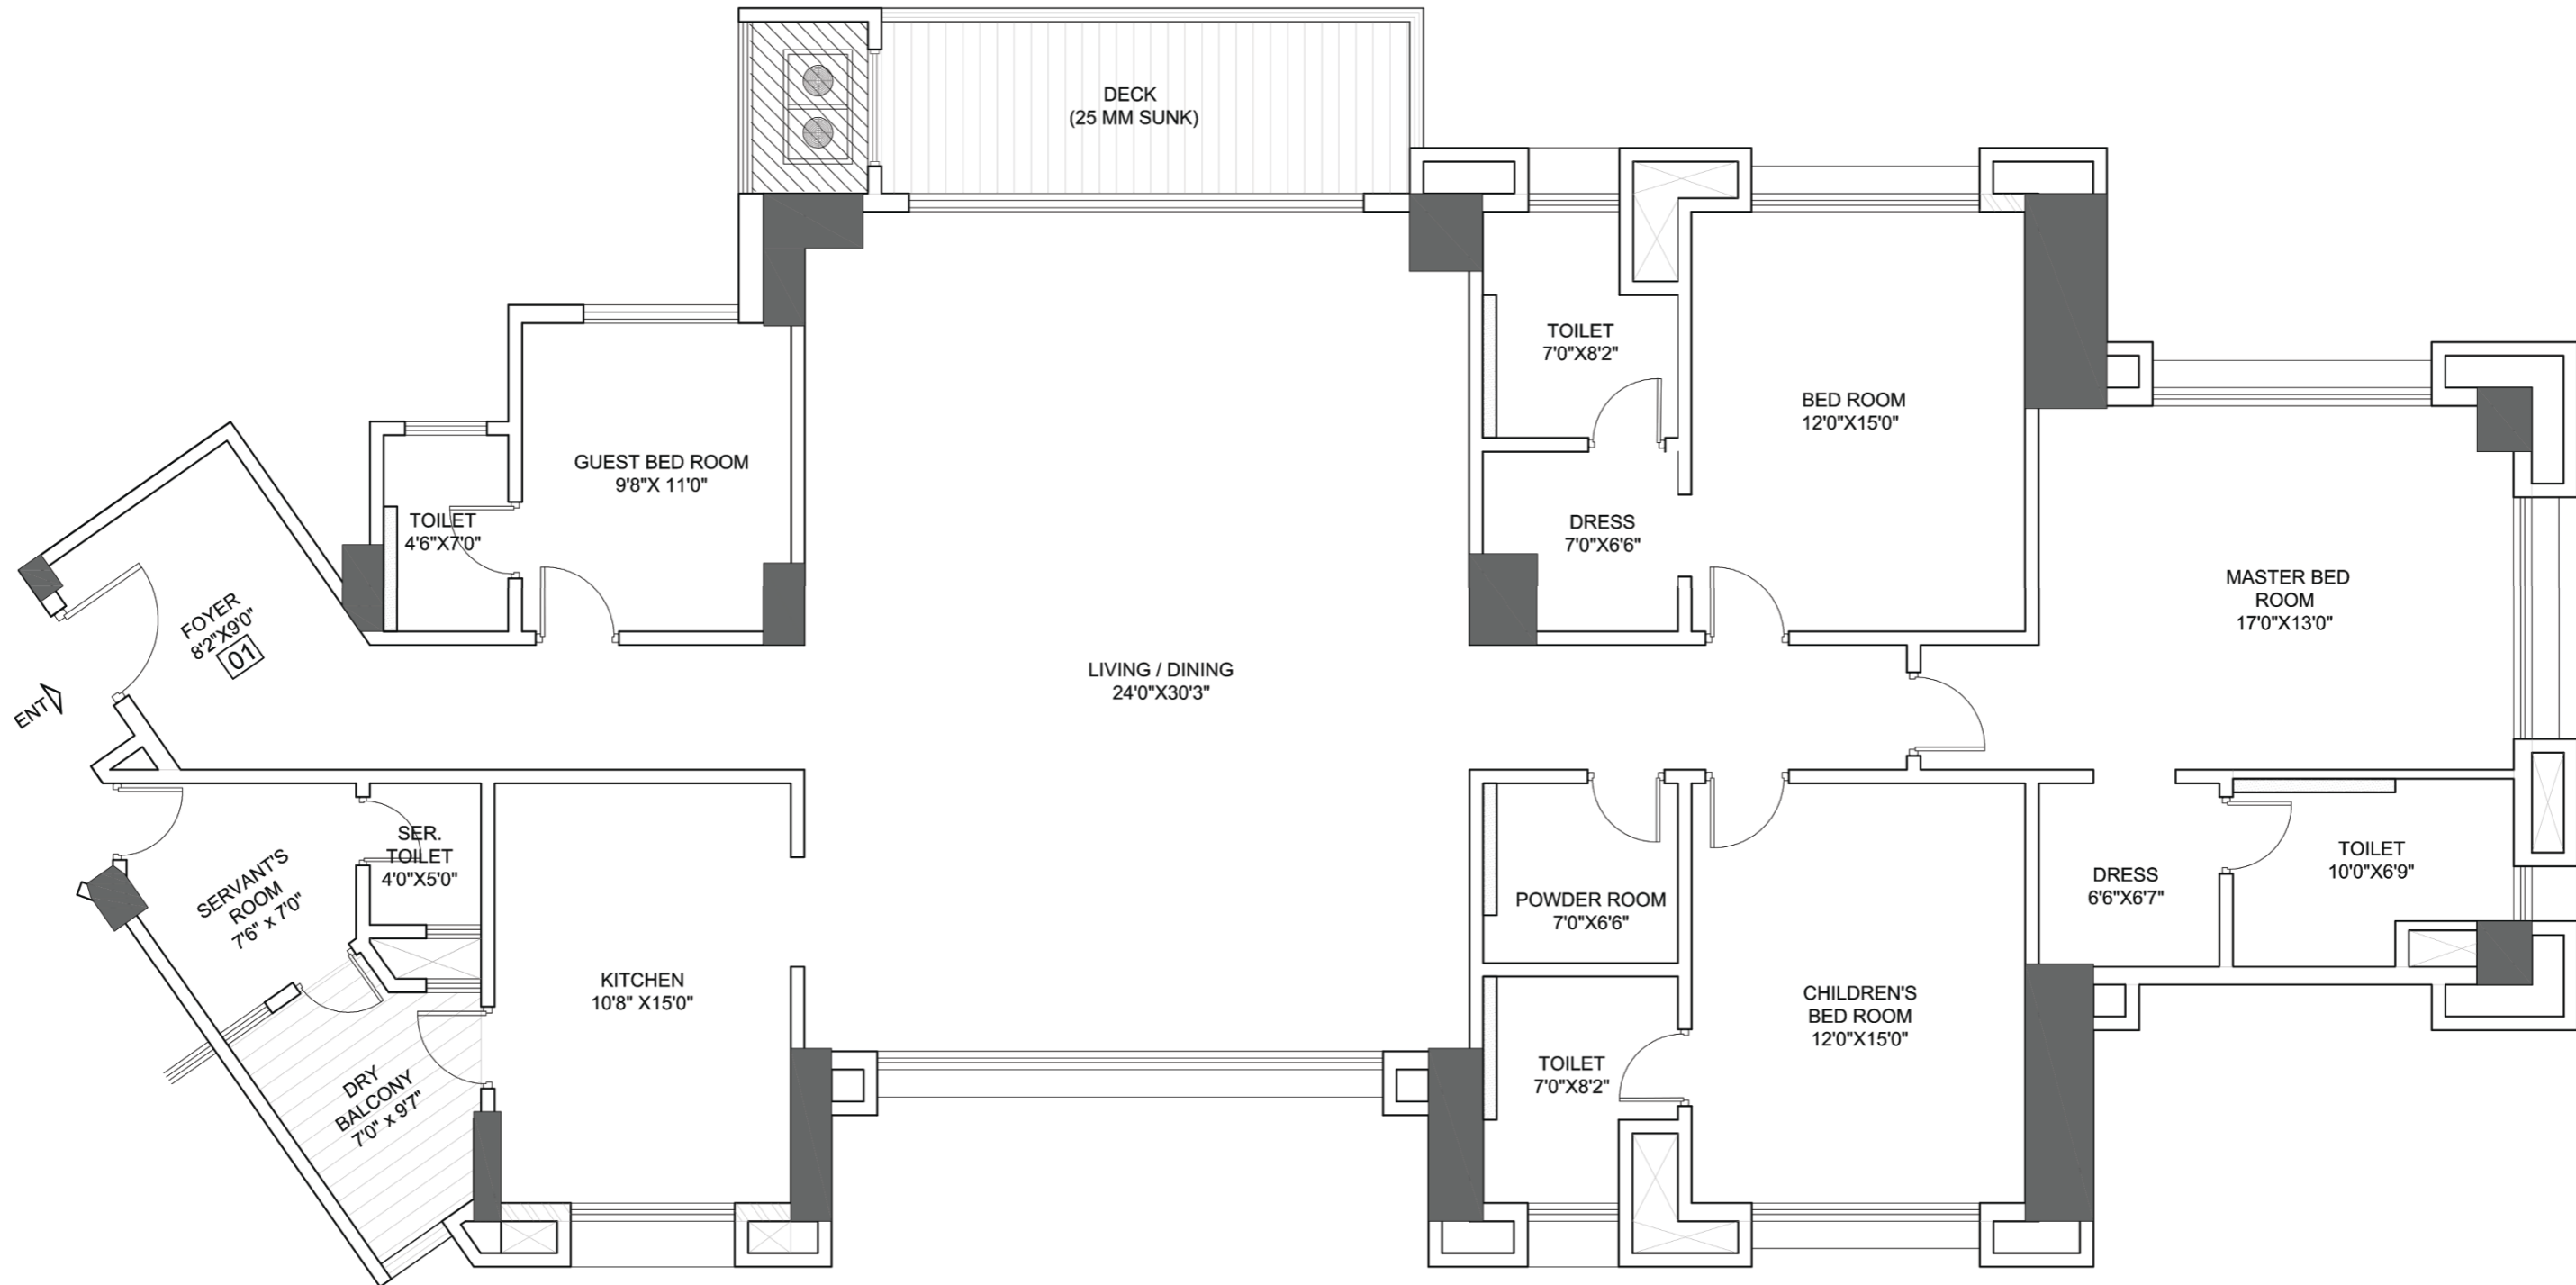 DECK
(25 MM SUNK)
TOILET
7'0"X8'2"
BED ROOM
12'0"X15'0"
GUEST BED ROOM
9'8"X 11'0"
TOILET
4'6"X7'0"
DRESS
7'0"X6'6"
MASTER BED
ROOM
17'0"X13'0"
FOYER
8'2"X9'0"
01
ENT
LIVING / DINING
24'0"X30'3"
SER.
TOILET
4'0"X5'0"
SERVANT'S
ROOM
7'6" x 7'0"
KITCHEN
10'8" X15'0"
POWDER ROOM
7'0"X6'6"
CHILDREN'S
BED ROOM
12'0"X15'0"
DRESS
6'6"X6'7"
TOILET
10'0"X6'9"
DRY
BALCONY
7'0" x 9'7"
TOILET
7'0"X8'2"